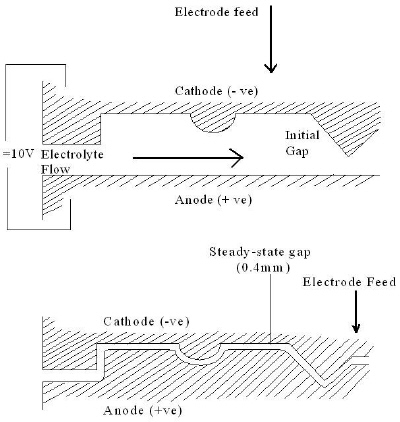 Electrode feed
Cathode (- ve)
Initial
Gap
=10V
Electrolyte
Flow
Anode (+ ve)
Steady-state gap
(0.4mm)
Electrode Feed
Cathode (-ve)
Anode (+ve)